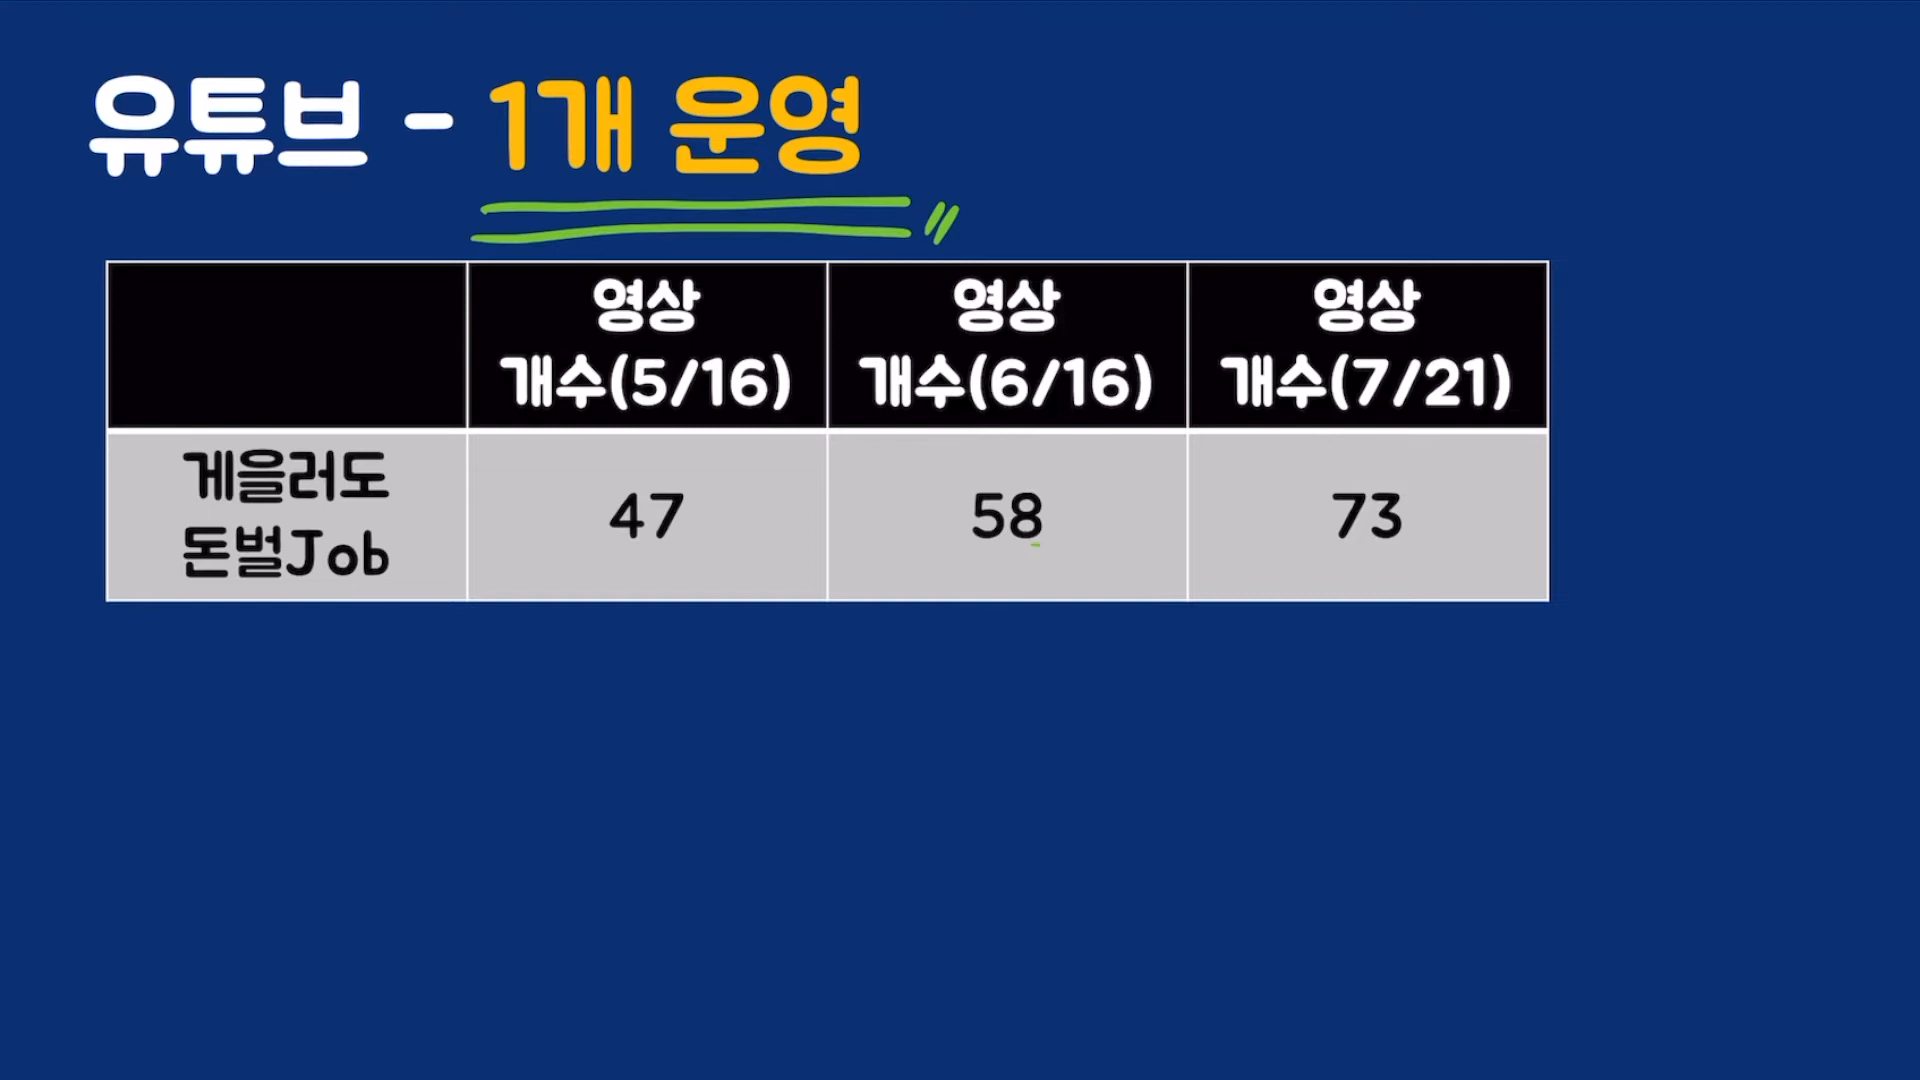 유튜브 - 1개 운영
영상
개수(5/16)
영상
개수(6/16)
영상
개수(7/21)
게을러도
돈벌Job
47
58
73